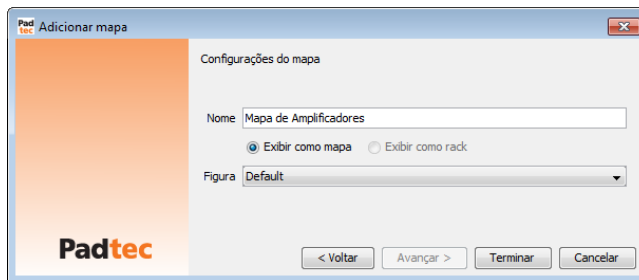 Pad
tec
Adicionar mapa
Configurações do mapa
Nome Mapa de Amplificadores
Exibir como mapa Exibir como rack
Figura Default
Padtec
< Voltar Avançar > Terminar Cancelar